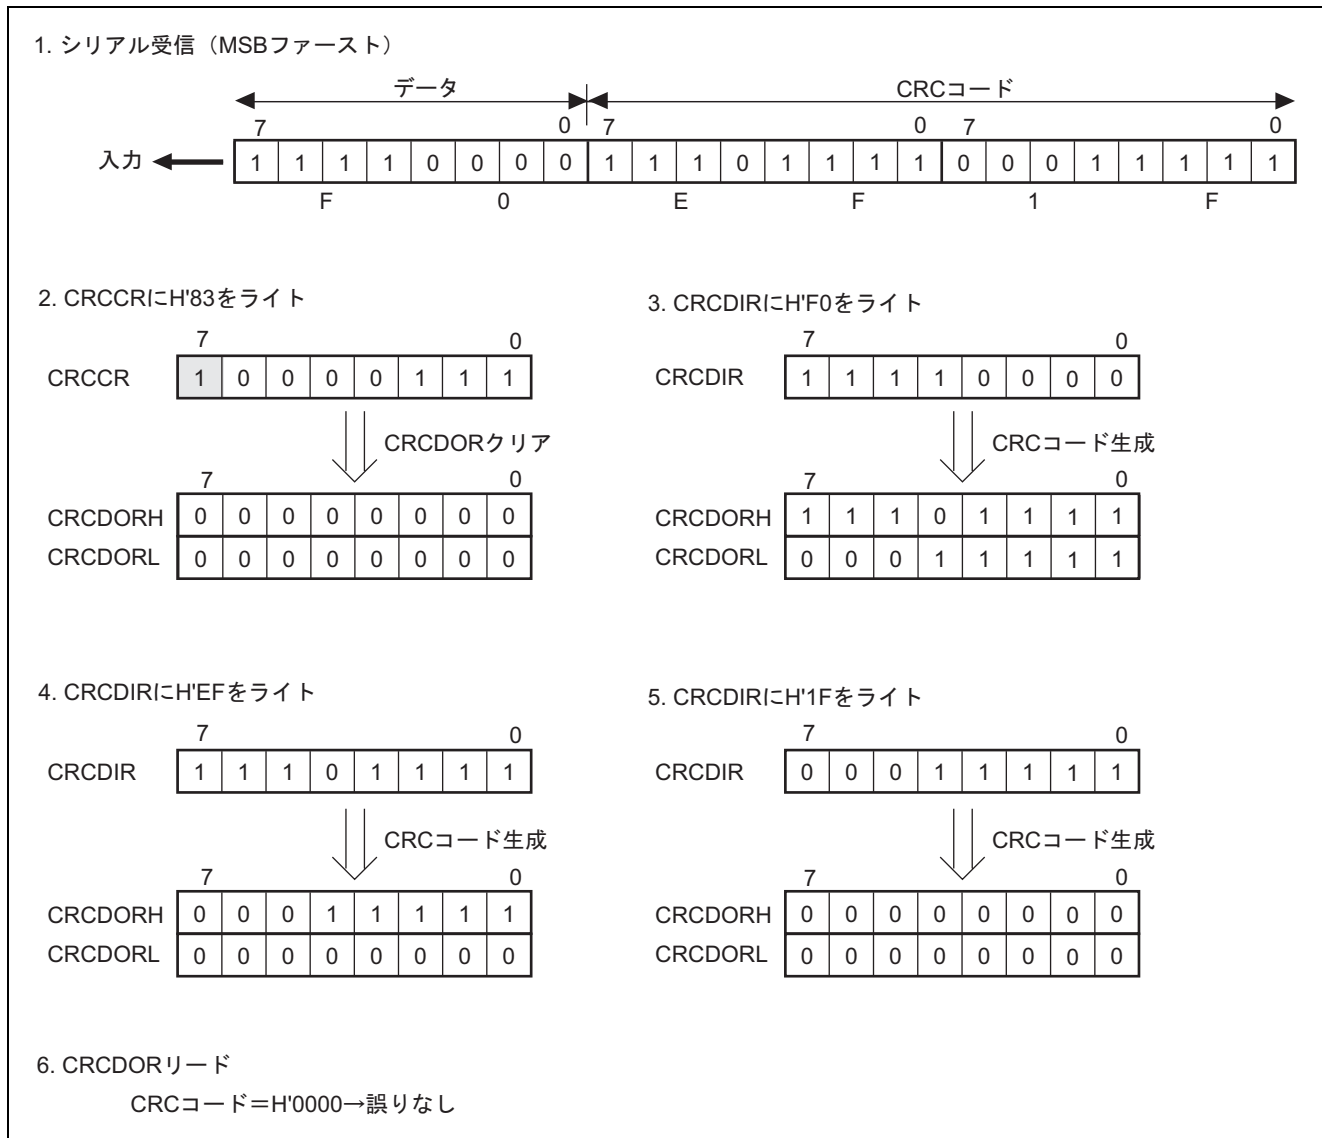 1. シリアル受信（MSBファースト）
データ CRCコード
7 0 7 0 7 0
入力 1 1 1 1 0 0 0 0 1 1 1 0 1 1 1 1 0 0 0 1 1 1 1 1
F 0 E F 1 F
2. CRCCRにH'83をライト
7 0
CRCCR 1 0 0 0 0 1 1 1
CRCDORクリア
7 0
CRCDORH 0 0 0 0 0 0 0 0
CRCDORL 0 0 0 0 0 0 0 0
3. CRCDIRにH'F0をライト
7 0
CRCDIR 1 1 1 1 0 0 0 0
CRCコード生成
7 0
CRCDORH 1 1 1 0 1 1 1 1
CRCDORL 0 0 0 1 1 1 1 1
4. CRCDIRにH'EFをライト
7 0
CRCDIR 1 1 1 0 1 1 1 1
CRCコード生成
7 0
CRCDORH 0 0 0 1 1 1 1 1
CRCDORL 0 0 0 0 0 0 0 0
5. CRCDIRにH'1Fをライト
7 0
CRCDIR 0 0 0 1 1 1 1 1
CRCコード生成
7 0
CRCDORH 0 0 0 0 0 0 0 0
CRCDORL 0 0 0 0 0 0 0 0
6. CRCDORリード
CRCコード＝H'0000→誤りなし